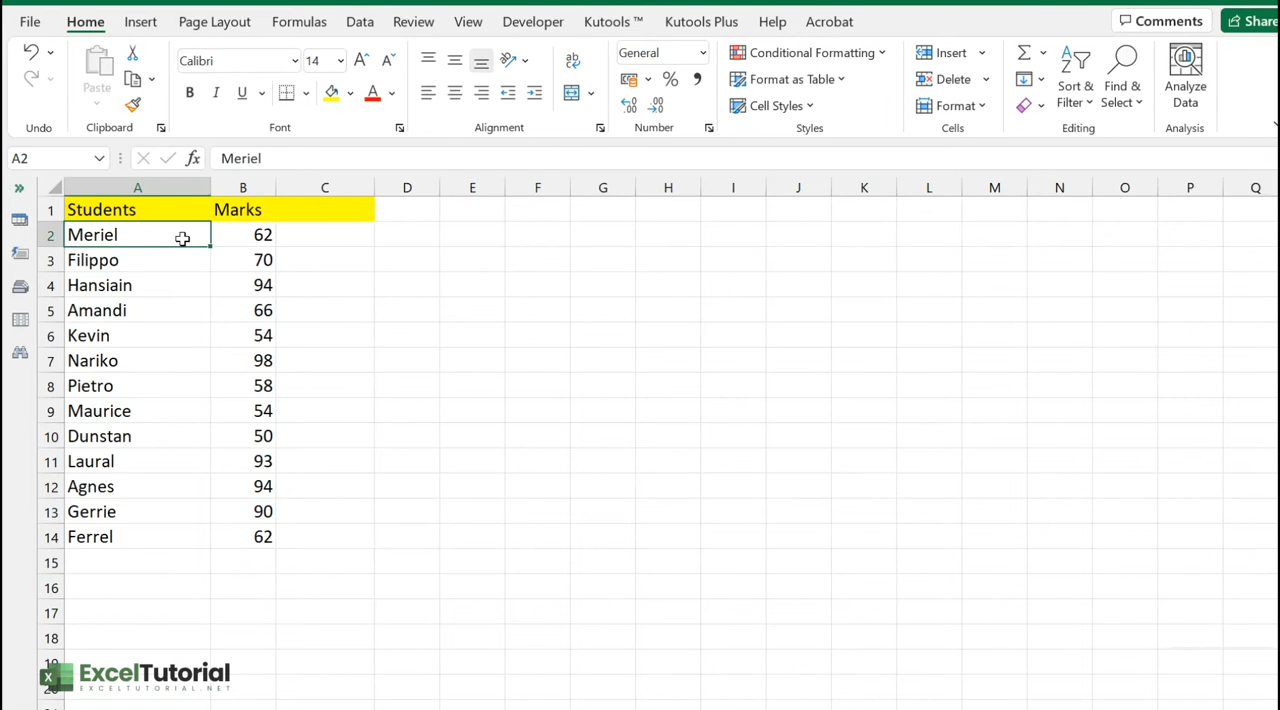 File Home Insert Page Layout Formulas Data Review View Developer Kutools ™ Kutools Plus Help Acrobat Comments Share
Calibri 14 General Conditional Formatting Insert
Paste Format as Table Delete Sort & Find & Analyze
B I U A Cell Styles Format Filter Select Data
Undo Clipboard Font Alignment Number Styles Cells Editing Analysis
A2 fx Meriel
A B C D E F G H I J K L M N O P Q
1 Students Marks
2 Meriel 62
3 Filippo 70
4 Hansiain 94
5 Amandi 66
6 Kevin 54
7 Nariko 98
8 Pietro 58
9 Maurice 54
10 Dunstan 50
11 Laural 93
12 Agnes 94
13 Gerrie 90
14 Ferrel 62
15
16
17
18
ExcelTutorial
EXCELTUTORIAL.NET